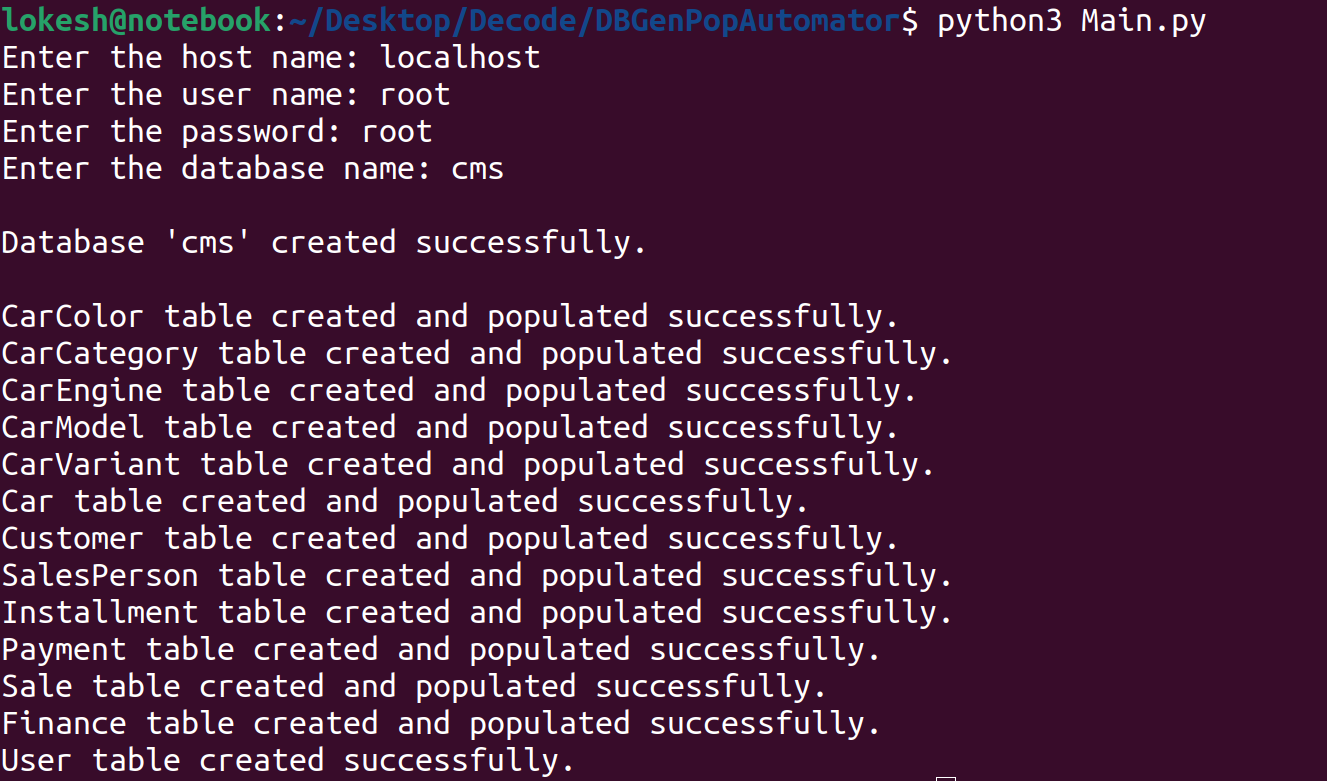 lokesh@notebook:~/Desktop/Decode/DBGenPopAutomator$ python3 Main.py
Enter the host name: localhost
Enter the user name: root
Enter the password: root
Enter the database name: cms
Database 'cms' created successfully.
CarColor table created and populated successfully.
CarCategory table created and populated successfully.
CarEngine table created and populated successfully.
CarModel table created and populated successfully.
CarVariant table created and populated successfully.
Car table created and populated successfully.
Customer table created and populated successfully.
SalesPerson table created and populated successfully.
Installment table created and populated successfully.
Payment table created and populated successfully.
Sale table created and populated successfully.
Finance table created and populated successfully.
User table created successfully.